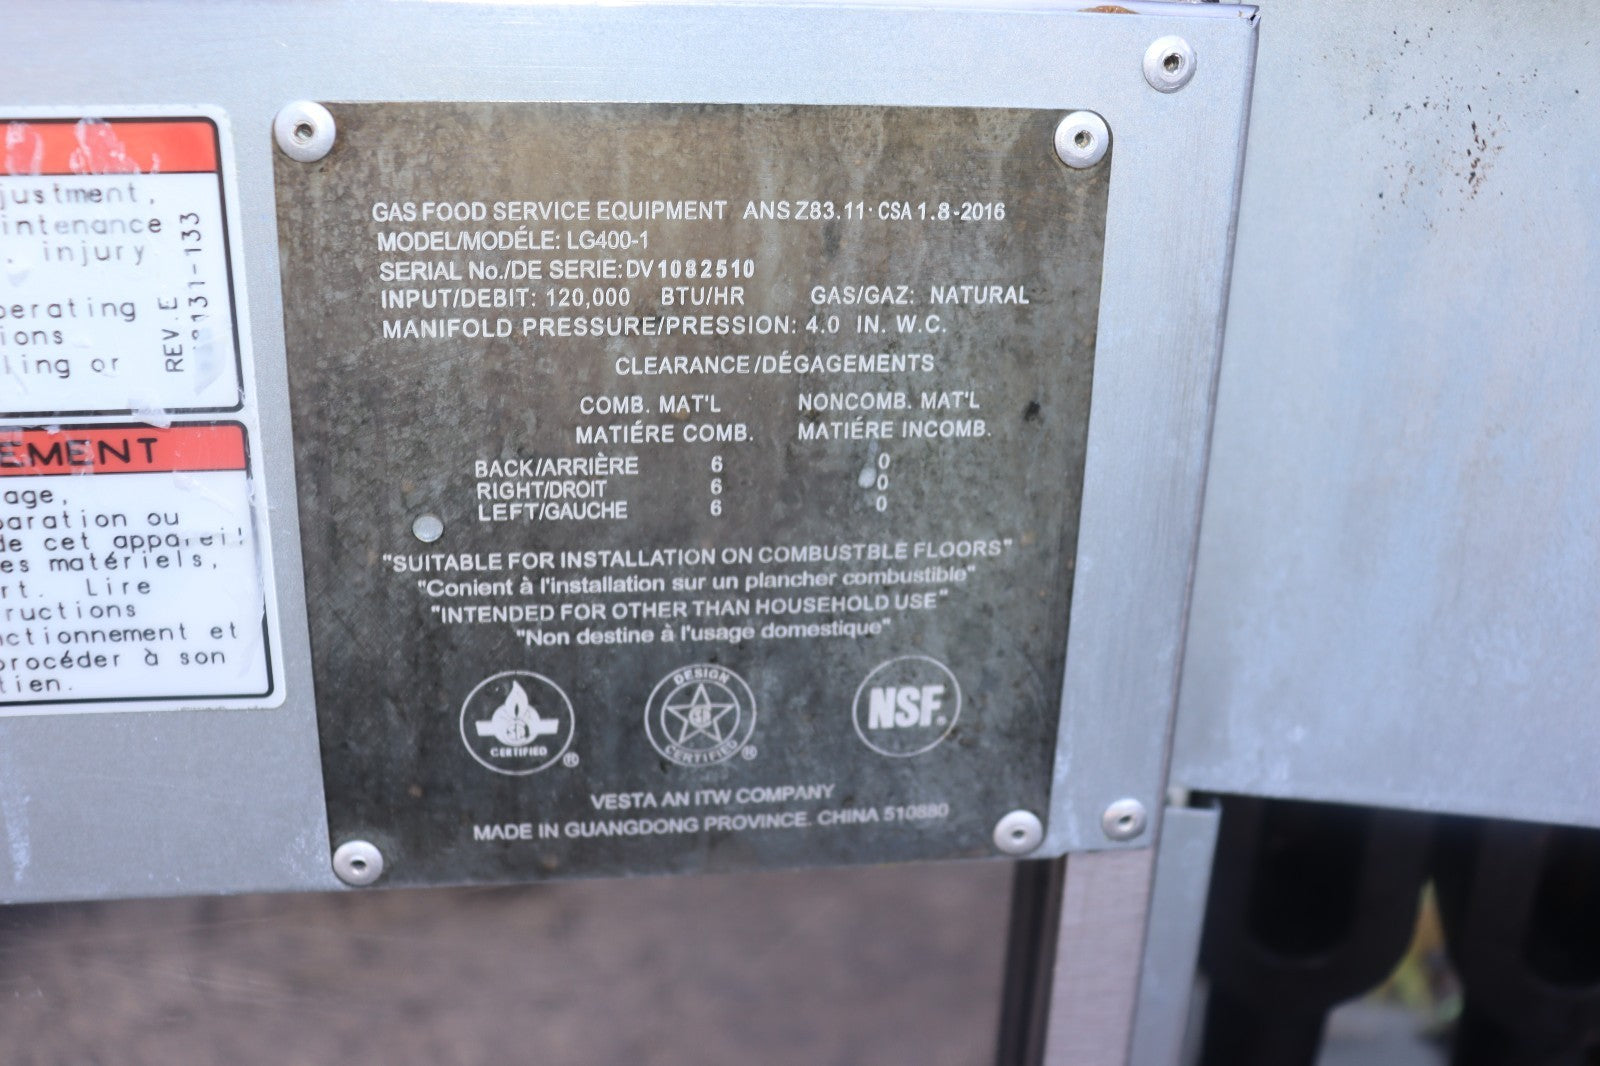 justment,
intenance
, injury
perating
ions
ling or
REV.E
131-133
EMENT
age,
paration ou
de cet appareil
es matériels,
rt. Lire
ructions
nctionnement et
procéder à son
tien.
GAS FOOD SERVICE EQUIPMENT ANS Z83.11·CSA 1.8-2016
MODEL/MODÉLE: LG400-1
SERIAL No./DE SERIE: DV1082510
INPUT/DEBIT: 120,000 BTU/HR GAS/GAZ: NATURAL
MANIFOLD PRESSURE/PRESSION: 4.0 IN. W.C.
CLEARANCE/DÉGAGEMENTS
COMB. MAT'L NONCOMB. MAT'L
MATIÉRE COMB. MATIÉRE INCOMB.
BACK/ARRIÈRE 6 0
RIGHT/DROIT 6 0
LEFT/GAUCHE 6 0
"SUITABLE FOR INSTALLATION ON COMBUSTBLE FLOORS"
"Conient à l'installation sur un plancher combustible"
"INTENDED FOR OTHER THAN HOUSEHOLD USE"
"Non destine à l'usage domestique"
CERTIFIED ®
DESIGN CERTIFIED ®
NSF.
VESTA AN ITW COMPANY
MADE IN GUANGDONG PROVINCE. CHINA 510880